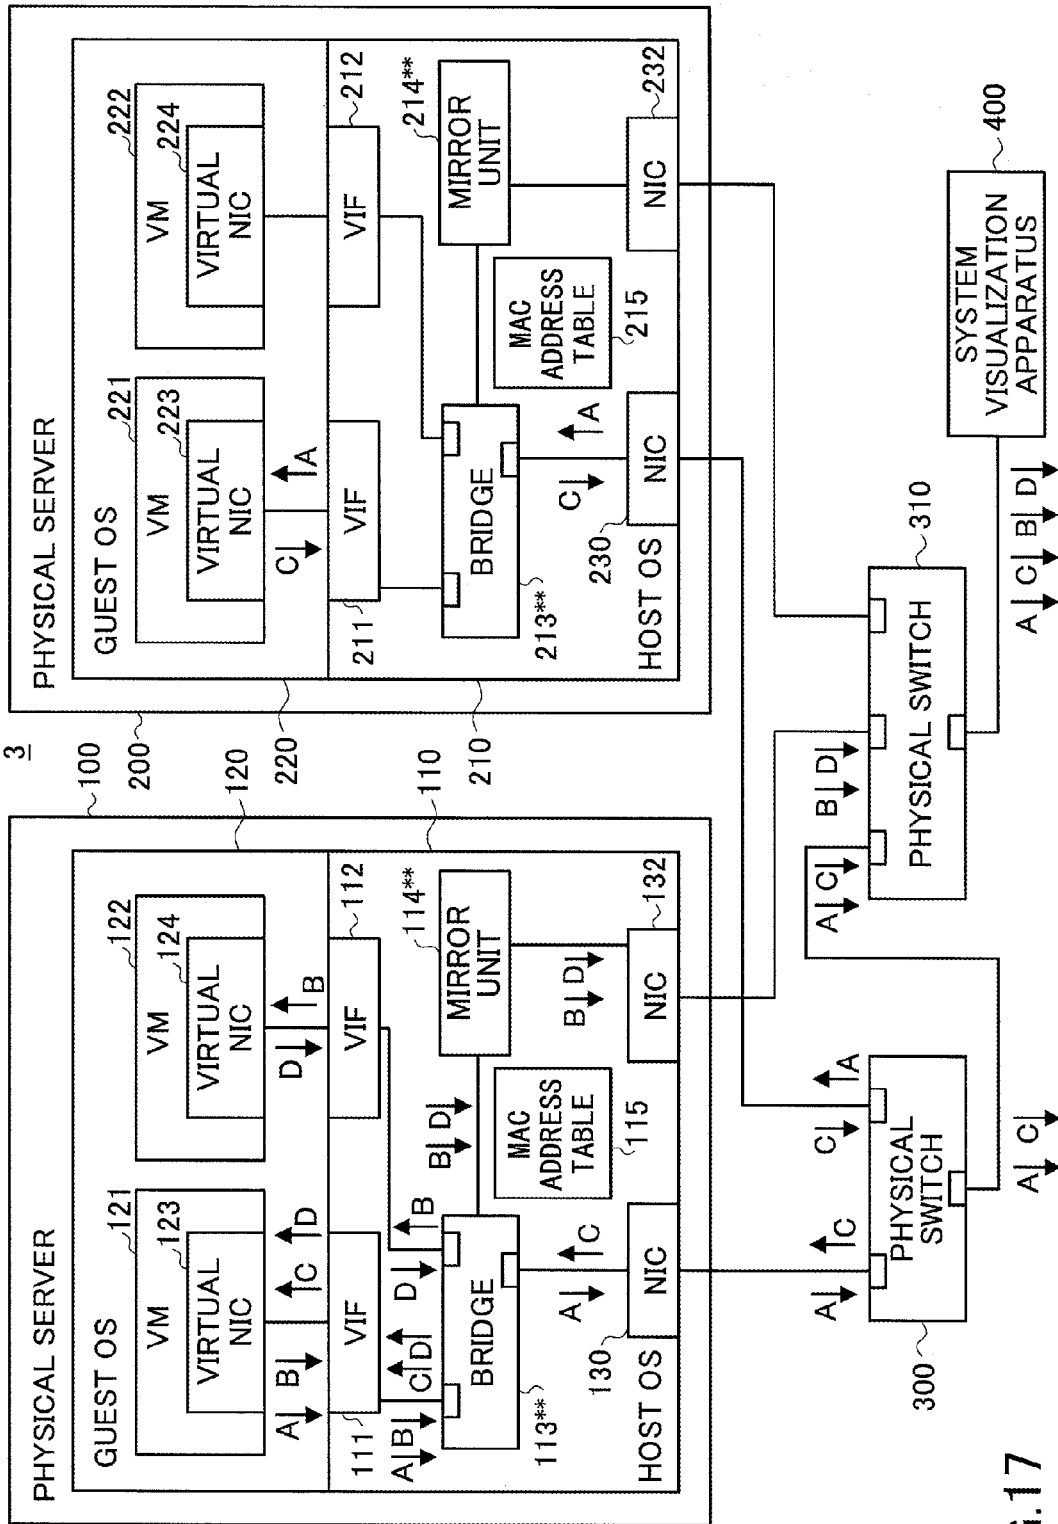 3
PHYSICAL SERVER
100
GUEST OS
120
VM
121
VIRTUAL
NIC
123
VM
122
VIRTUAL
NIC
124
A
B
C
D
D
B
VIF
111
VIF
112
A
B
C
D
D
B
BRIDGE
113**
B
D
MIRROR
UNIT
114**
MAC
ADDRESS
TABLE
115
A
C
B
D
NIC
130
NIC
132
HOST OS
110
PHYSICAL SERVER
200
GUEST OS
220
VM
221
VIRTUAL
NIC
223
VM
222
VIRTUAL
NIC
224
C
A
VIF
211
VIF
212
BRIDGE
213**
MIRROR
UNIT
214**
MAC
ADDRESS
TABLE
215
C
A
NIC
230
NIC
232
HOST OS
210
A
C
C
A
PHYSICAL
SWITCH
300
A
C
A
C
B
D
PHYSICAL SWITCH
310
A
C
B
D
SYSTEM
VISUALIZATION
APPARATUS
400
.17